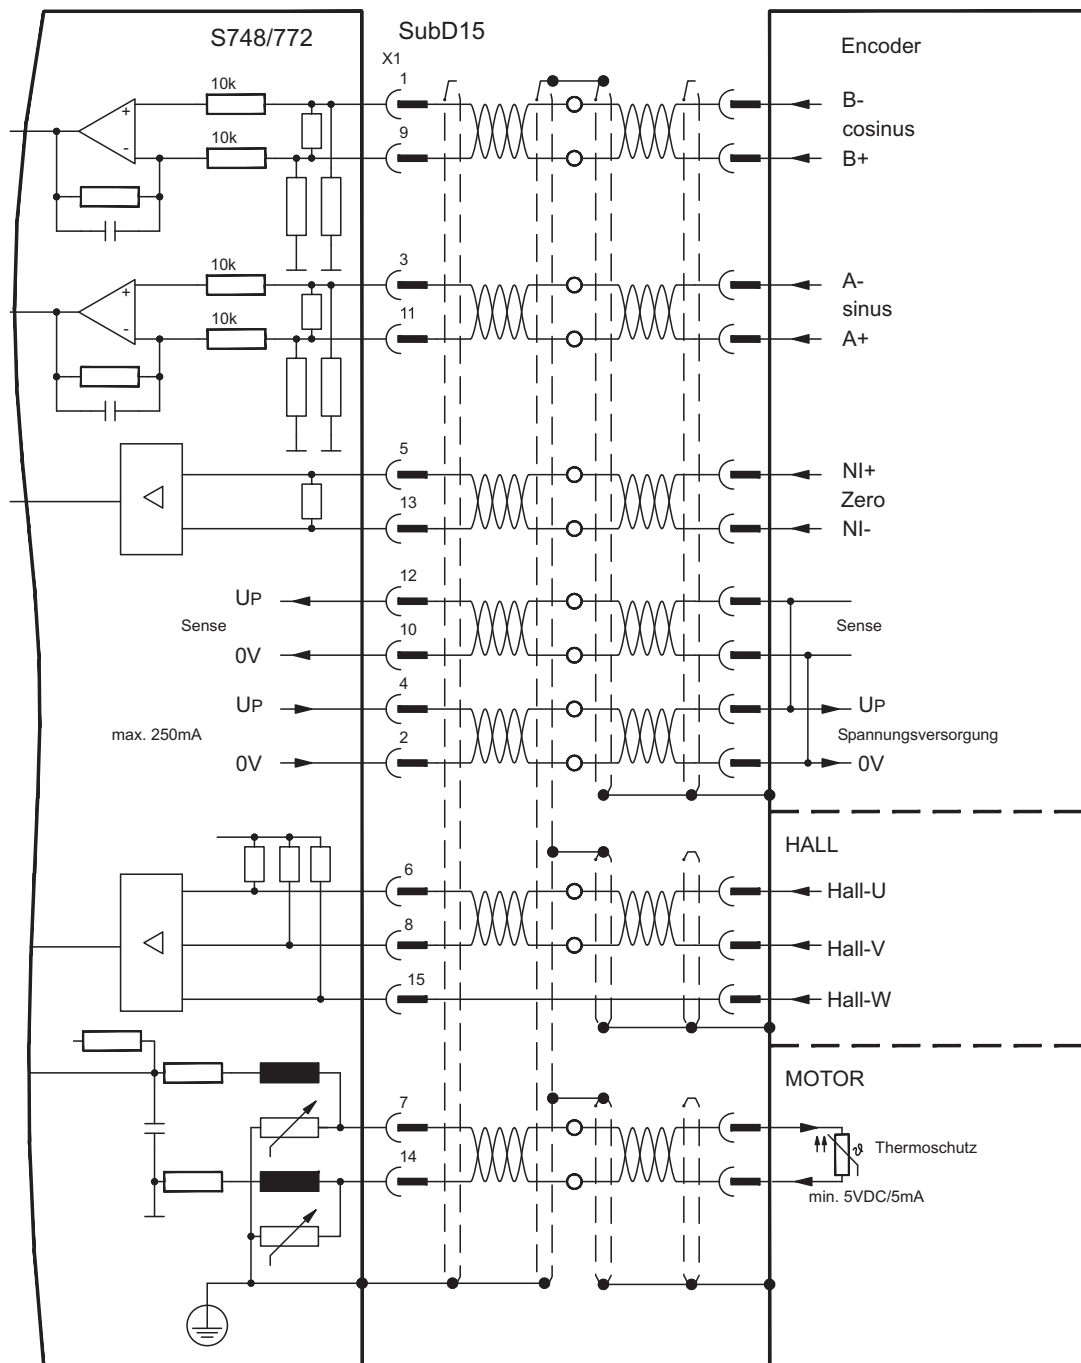 S748/772
SubD15
Encoder
X1
1
10k
B-
cosinus
9
10k
B+
3
10k
A-
sinus
11
10k
A+
5
NI+
Zero
13
NI-
12
UP
Sense
Sense
10
0V
4
UP
UP
max. 250mA
Spannungsversorgung
2
0V
0V
HALL
6
Hall-U
8
Hall-V
15
Hall-W
MOTOR
7
ϑ
Thermoschutz
14
min. 5VDC/5mA